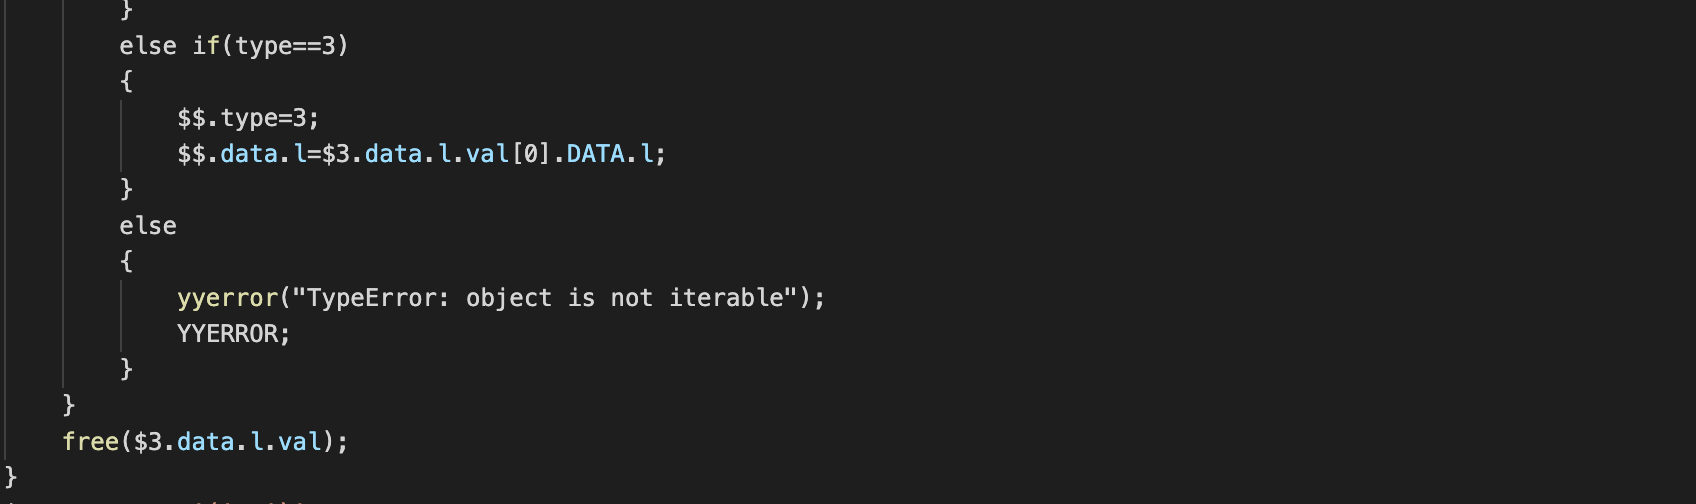 }
else if(type==3)
{
$$.type=3;
$$.data.l=$3.data.l.val[0].DATA.l;
}
else
{
yyerror("TypeError: object is not iterable");
YYERROR;
}
}
free($3.data.l.val);
}